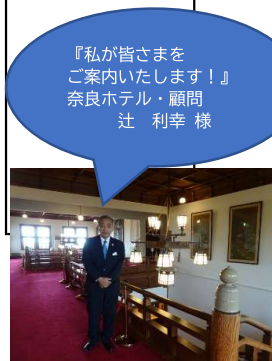 『私が皆さまを
ご案内いたします！』
奈良ホテル・顧問
辻　利幸 様